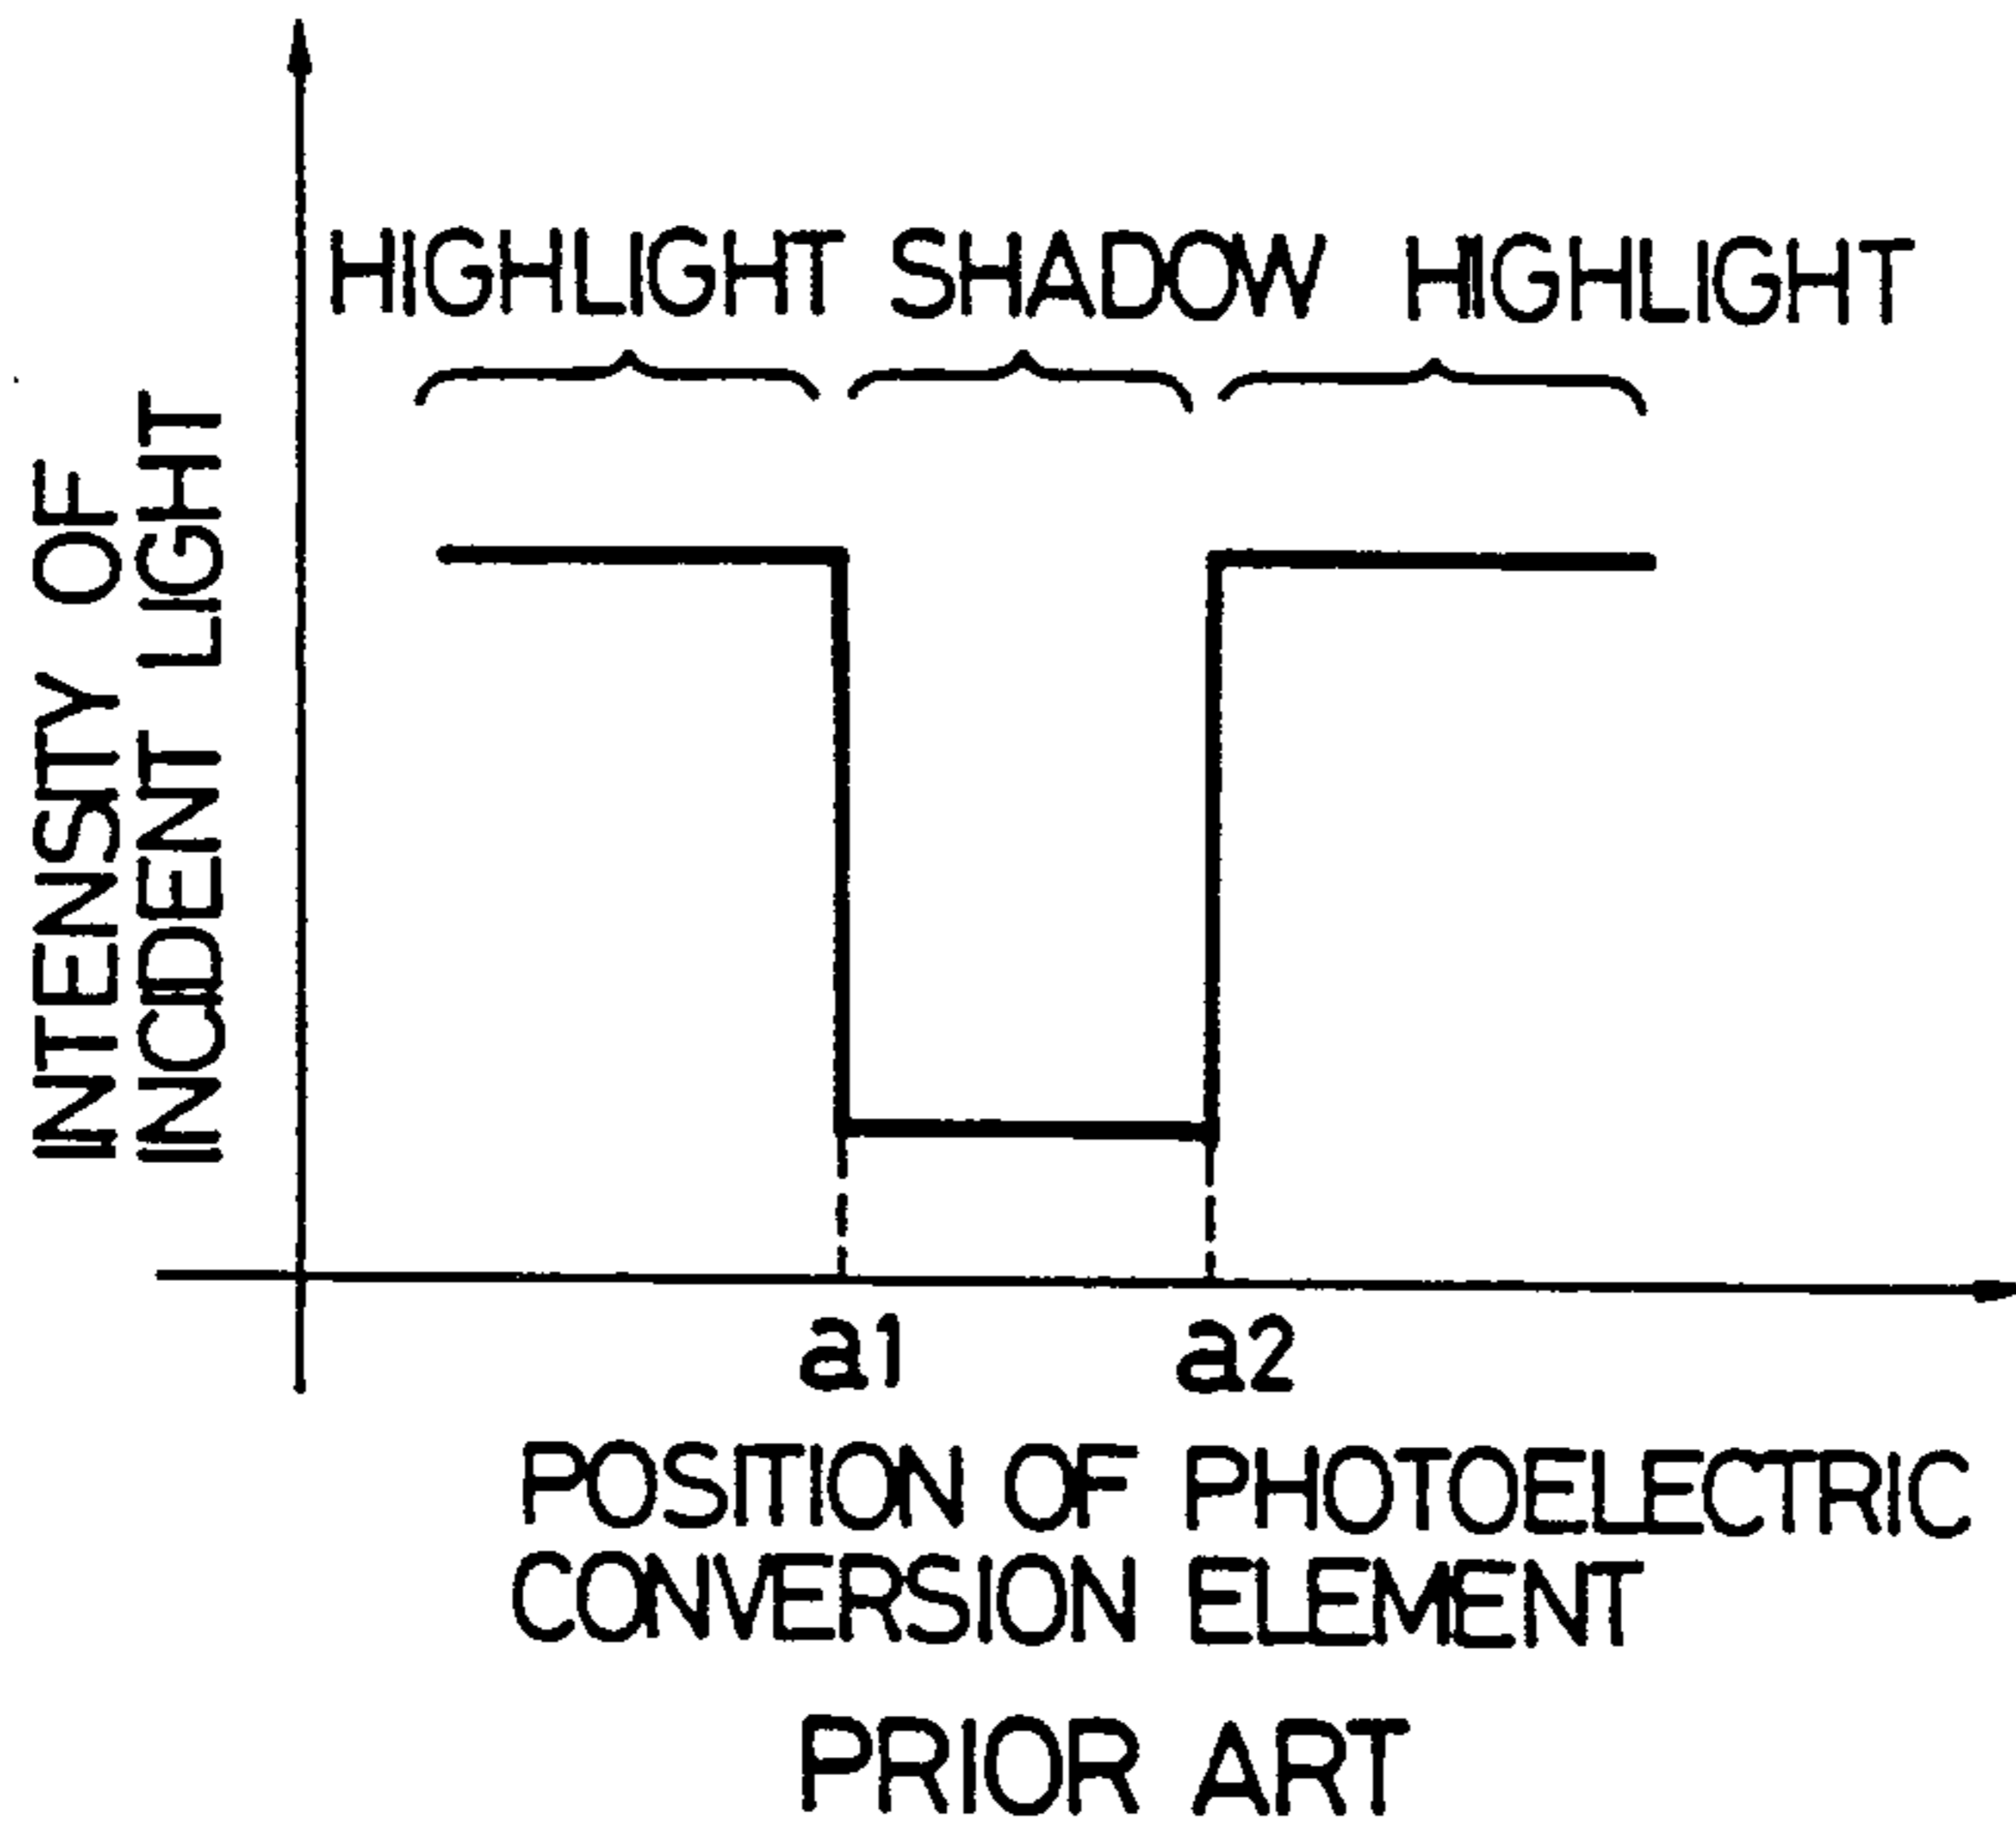 HIGHLIGHT SHADOW HIGHLIGHT
INTENSITY OF
INCIDENT LIGHT
a1 a2
POSITION OF PHOTOELECTRIC
CONVERSION ELEMENT
PRIOR ART